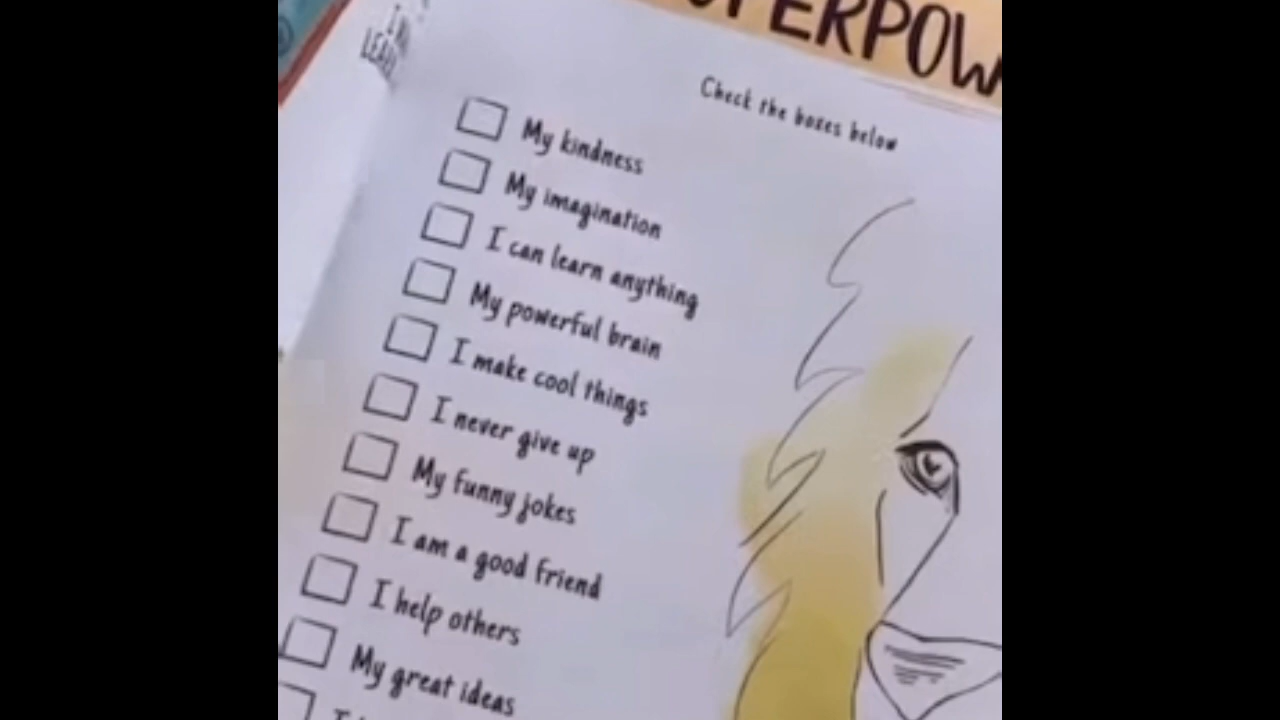 Check the boxes below
My kindness
My imagination
I can learn anything
My powerful brain
I make cool things
I never give up
My funny jokes
I am a good friend
I help others
My great ideas